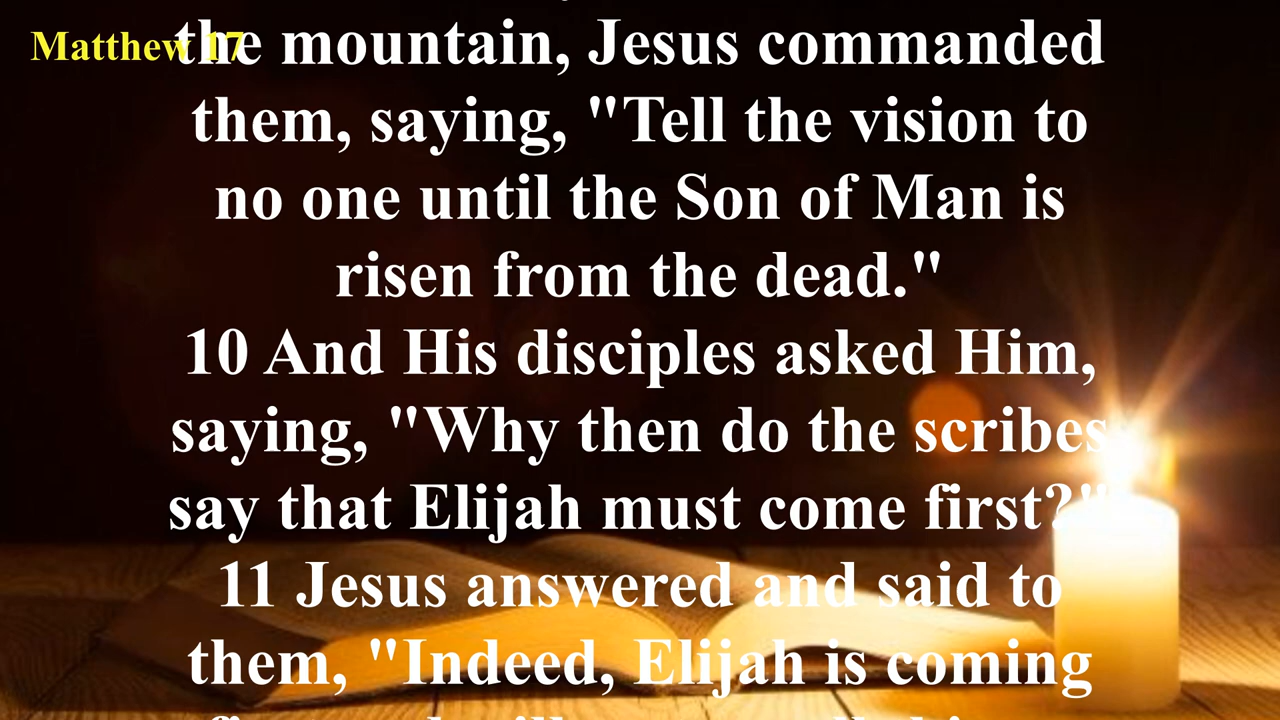 Matthew 17
the mountain, Jesus commanded
them, saying, "Tell the vision to
no one until the Son of Man is
risen from the dead."
10 And His disciples asked Him,
saying, "Why then do the scribes
say that Elijah must come first?"
11 Jesus answered and said to
them, "Indeed, Elijah is coming